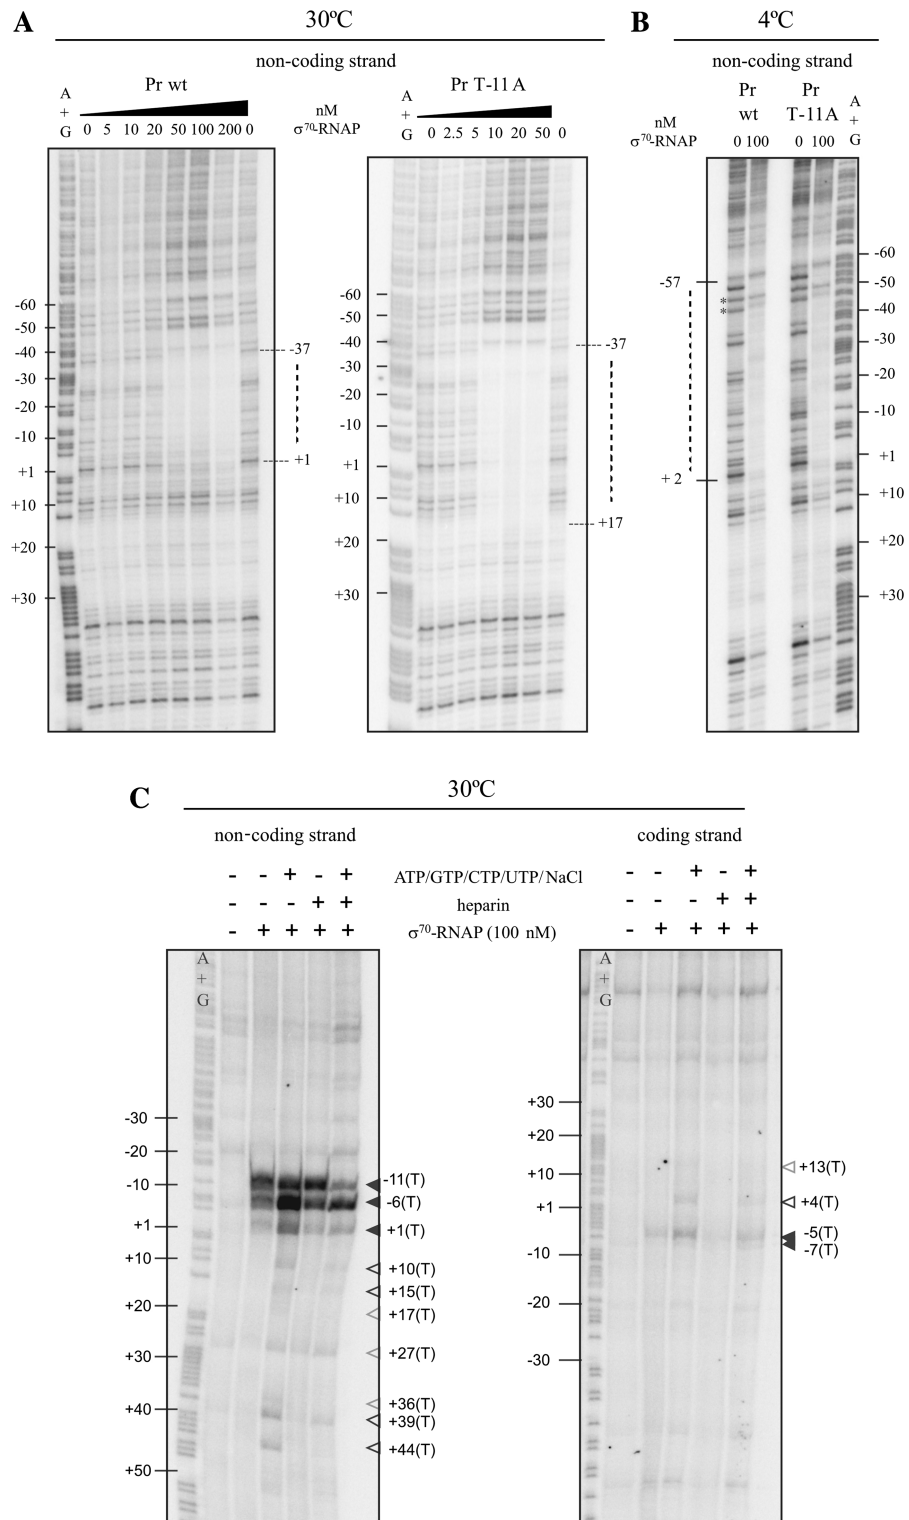 A
30ºC
B
4ºC
non-coding strand
Pr wt
Pr T-11 A
A
+
G
nM
σ70-RNAP
0 5 10 20 50 100 200 0
A
+
G
0 2.5 5 10 20 50 0
-60
-50
-40
-30
-20
-10
+1
+10
+20
+30
-37
+1
-60
-50
-40
-30
-20
-10
+1
+10
+20
+30
-37
+17
non-coding strand
Pr
wt
Pr
T-11A
A
+
G
nM
σ70-RNAP
0 100
0 100
-57
*
*
+ 2
-60
-50
-40
-30
-20
-10
+1
+10
+20
+30
C
30ºC
non-coding strand
coding strand
- - + - + ATP/GTP/CTP/UTP/NaCl - - + - +
- - - + + heparin - - - + +
- + + + + σ70-RNAP (100 nM) - + + + +
A
+
G
-30
-20
-10
+1
+10
+20
+30
+40
+50
-11(T)
-6(T)
+1(T)
+10(T)
+15(T)
+17(T)
+27(T)
+36(T)
+39(T)
+44(T)
A
+
G
+30
+20
+10
+1
-10
-20
-30
+13(T)
+4(T)
-5(T)
-7(T)